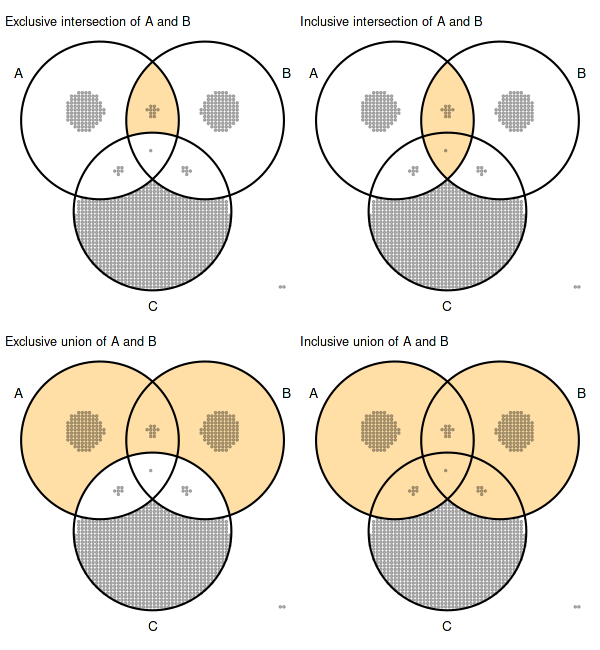 Exclusive intersection of A and B
A
B
C
Inclusive intersection of A and B
A
B
C
Exclusive union of A and B
A
B
C
Inclusive union of A and B
A
B
C